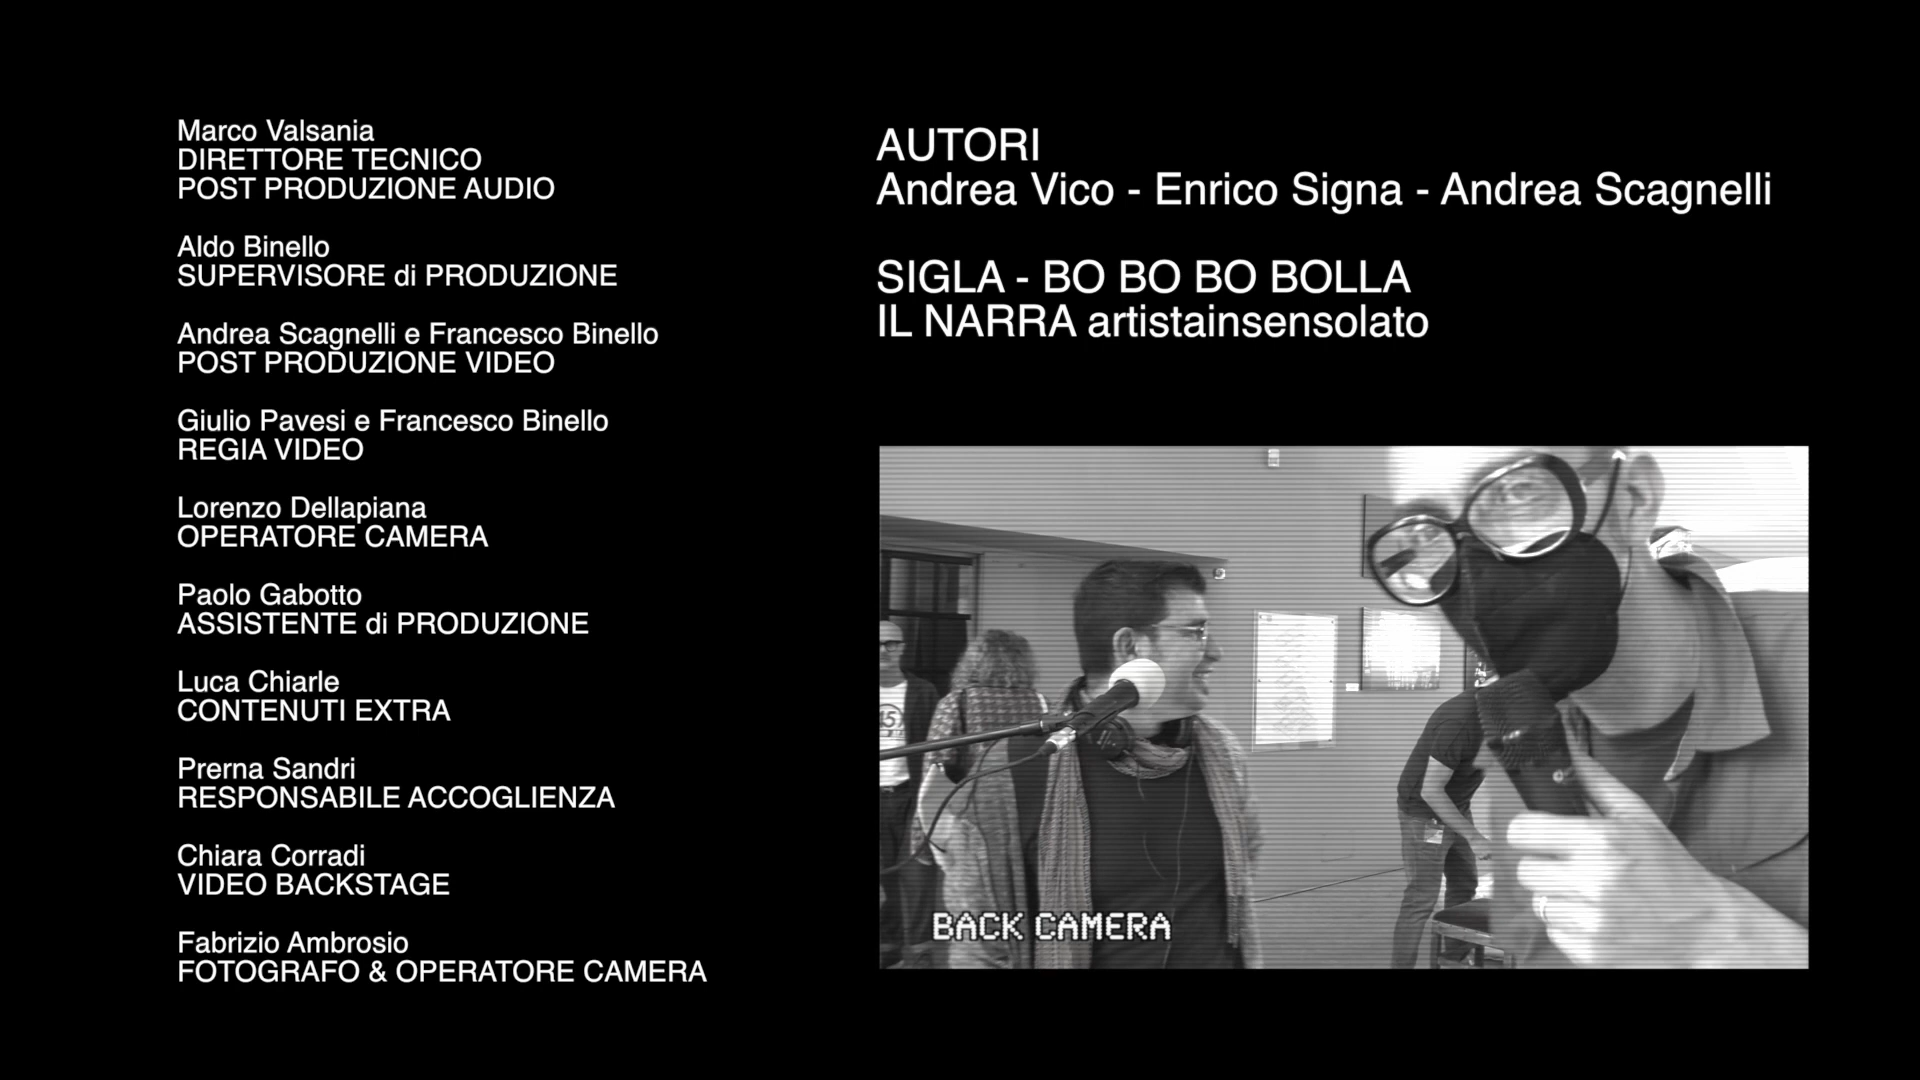 Marco Valsania
DIRETTORE TECNICO
POST PRODUZIONE AUDIO
Aldo Binello
SUPERVISORE di PRODUZIONE
Andrea Scagnelli e Francesco Binello
POST PRODUZIONE VIDEO
Giulio Pavesi e Francesco Binello
REGIA VIDEO
Lorenzo Dellapiana
OPERATORE CAMERA
Paolo Gabotto
ASSISTENTE di PRODUZIONE
Luca Chiarle
CONTENUTI EXTRA
Prerna Sandri
RESPONSABILE ACCOGLIENZA
Chiara Corradi
VIDEO BACKSTAGE
Fabrizio Ambrosio
FOTOGRAFO & OPERATORE CAMERA
AUTORI
Andrea Vico - Enrico Signa - Andrea Scagnelli
SIGLA - BO BO BO BOLLA
IL NARRA artistainsensolato
BACK CAMERA